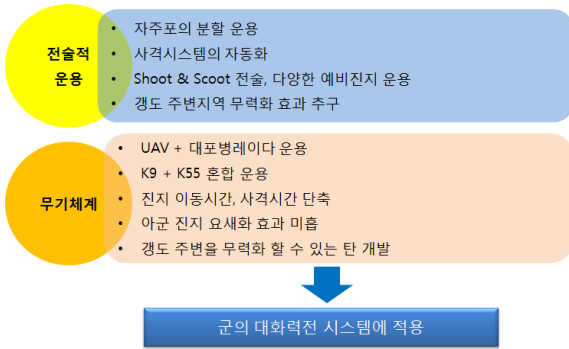 전술적
운용
• 자주포의 분할 운용
• 사격시스템의 자동화
• Shoot & Scoot 전술, 다양한 예비진지 운용
• 갱도 주변지역 무력화 효과 추구
무기체계
• UAV + 대포병레이다 운용
• K9 + K55 혼합 운용
• 진지 이동시간, 사격시간 단축
• 아군 진지 요새화 효과 미흡
• 갱도 주변을 무력화 할 수 있는 탄 개발
군의 대화력전 시스템에 적용